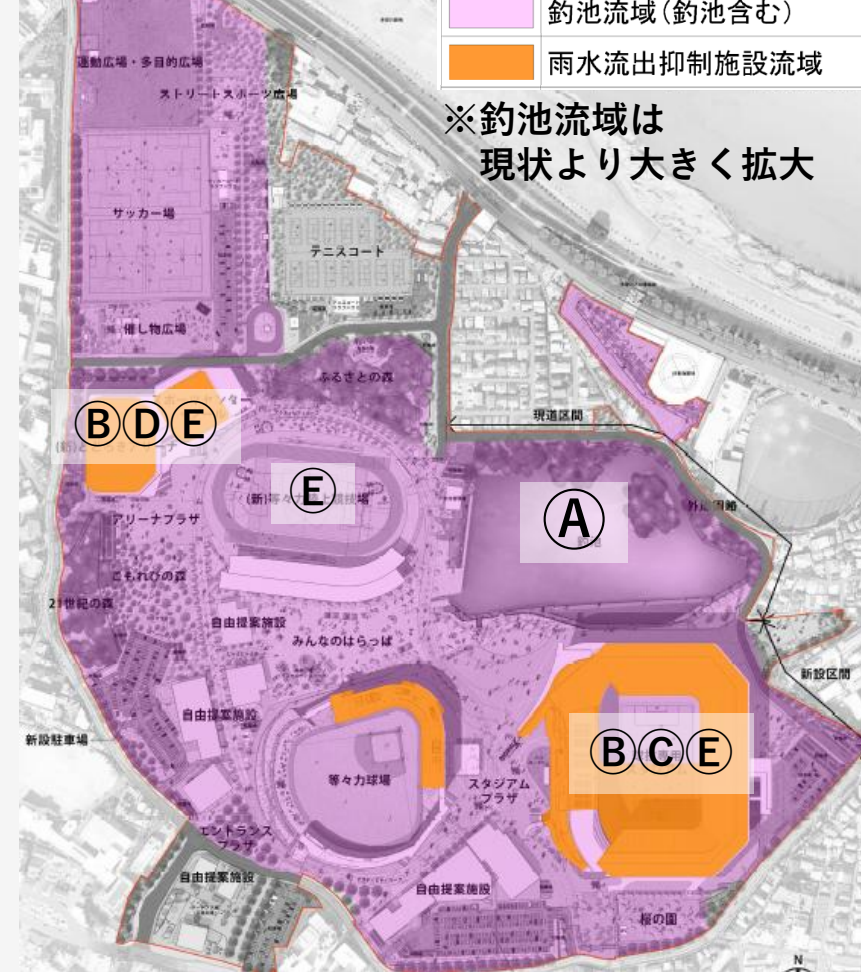 釣池流域(釣池含む)
雨水流出抑制施設流域
※釣池流域は
現状より大きく拡大
運動広場・多目的広場
ストリートスポーツ広場
サッカー場
テニスコート
催し物広場
ふるさとの森
現道区間
ⒷⒹⒺ
Ⓔ
Ⓐ
外周園路
アリーナプラザ
こもれびの森
21世紀の森
自由提案施設
みんなのはらっぱ
新設区間
自由提案施設
新設駐車場
ⒷⒸⒺ
等々力球場
スタジアム
プラザ
エントランス
プラザ
自由提案施設
自由提案施設
桜の園
N